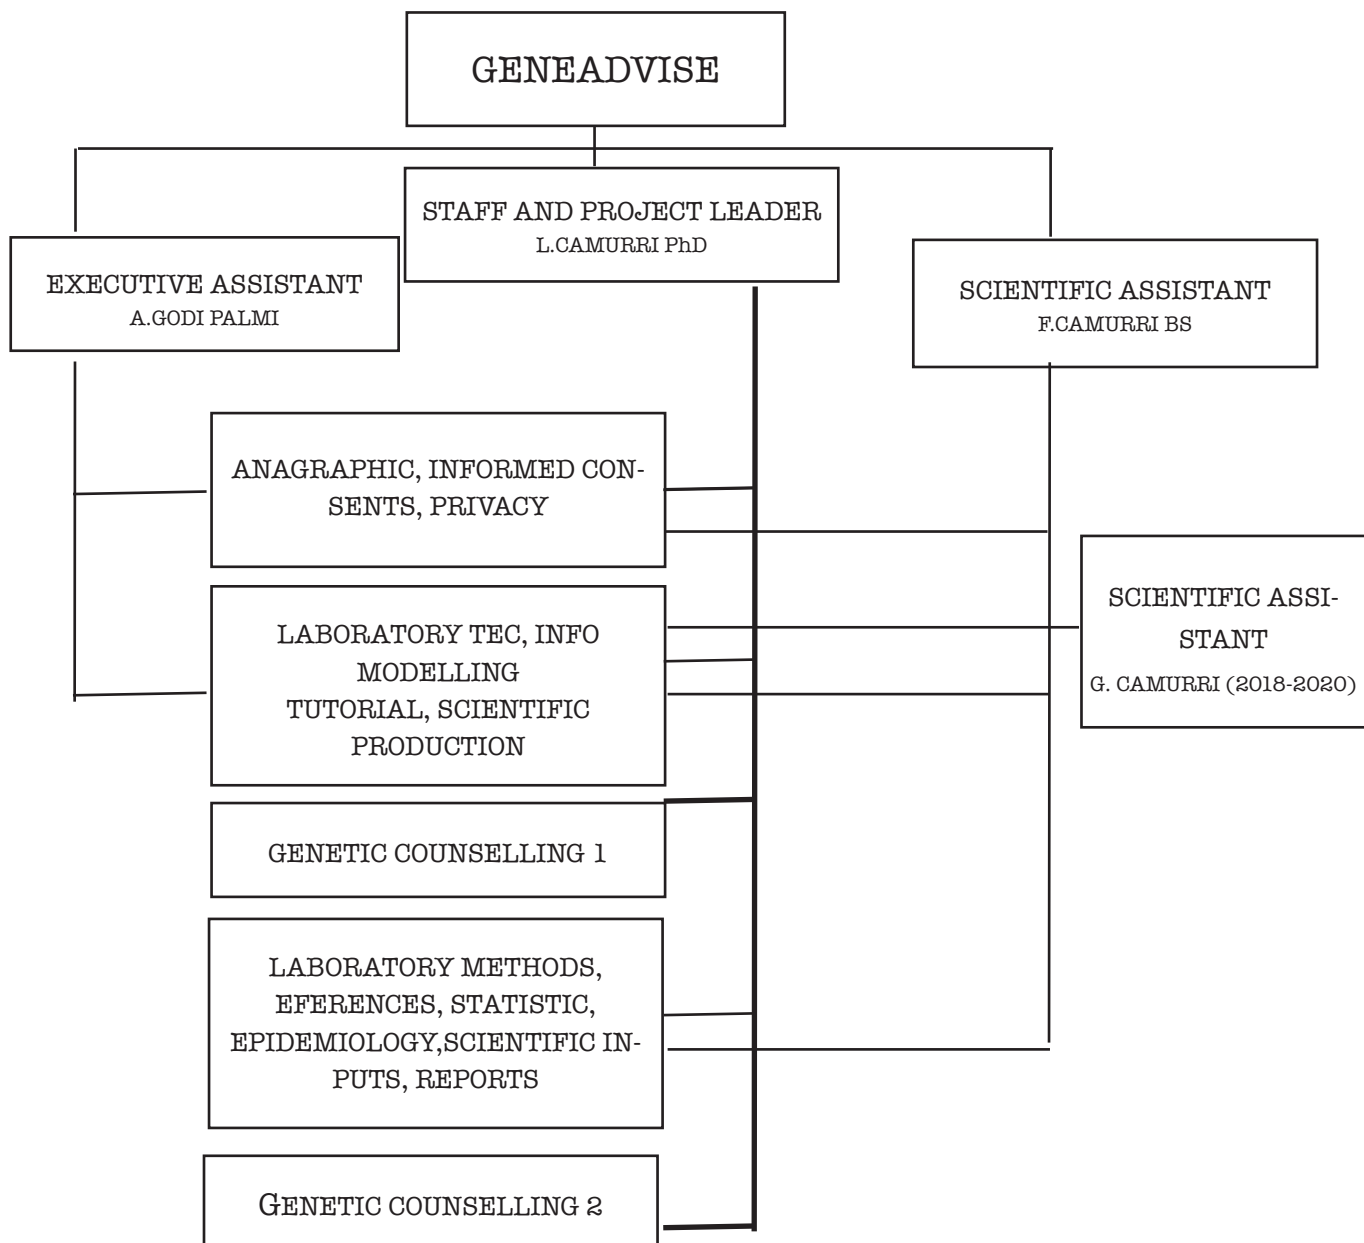 GENEADVISE
STAFF AND PROJECT LEADER
L.CAMURRI PhD
EXECUTIVE ASSISTANT
A.GODI PALMI
SCIENTIFIC ASSISTANT
F.CAMURRI BS
ANAGRAPHIC, INFORMED CON-
SENTS, PRIVACY
LABORATORY TEC, INFO
MODELLING
TUTORIAL, SCIENTIFIC
PRODUCTION
SCIENTIFIC ASSI-
STANT
G. CAMURRI (2018-2020)
GENETIC COUNSELLING 1
LABORATORY METHODS,
EFERENCES, STATISTIC,
EPIDEMIOLOGY,SCIENTIFIC IN-
PUTS, REPORTS
GENETIC COUNSELLING 2